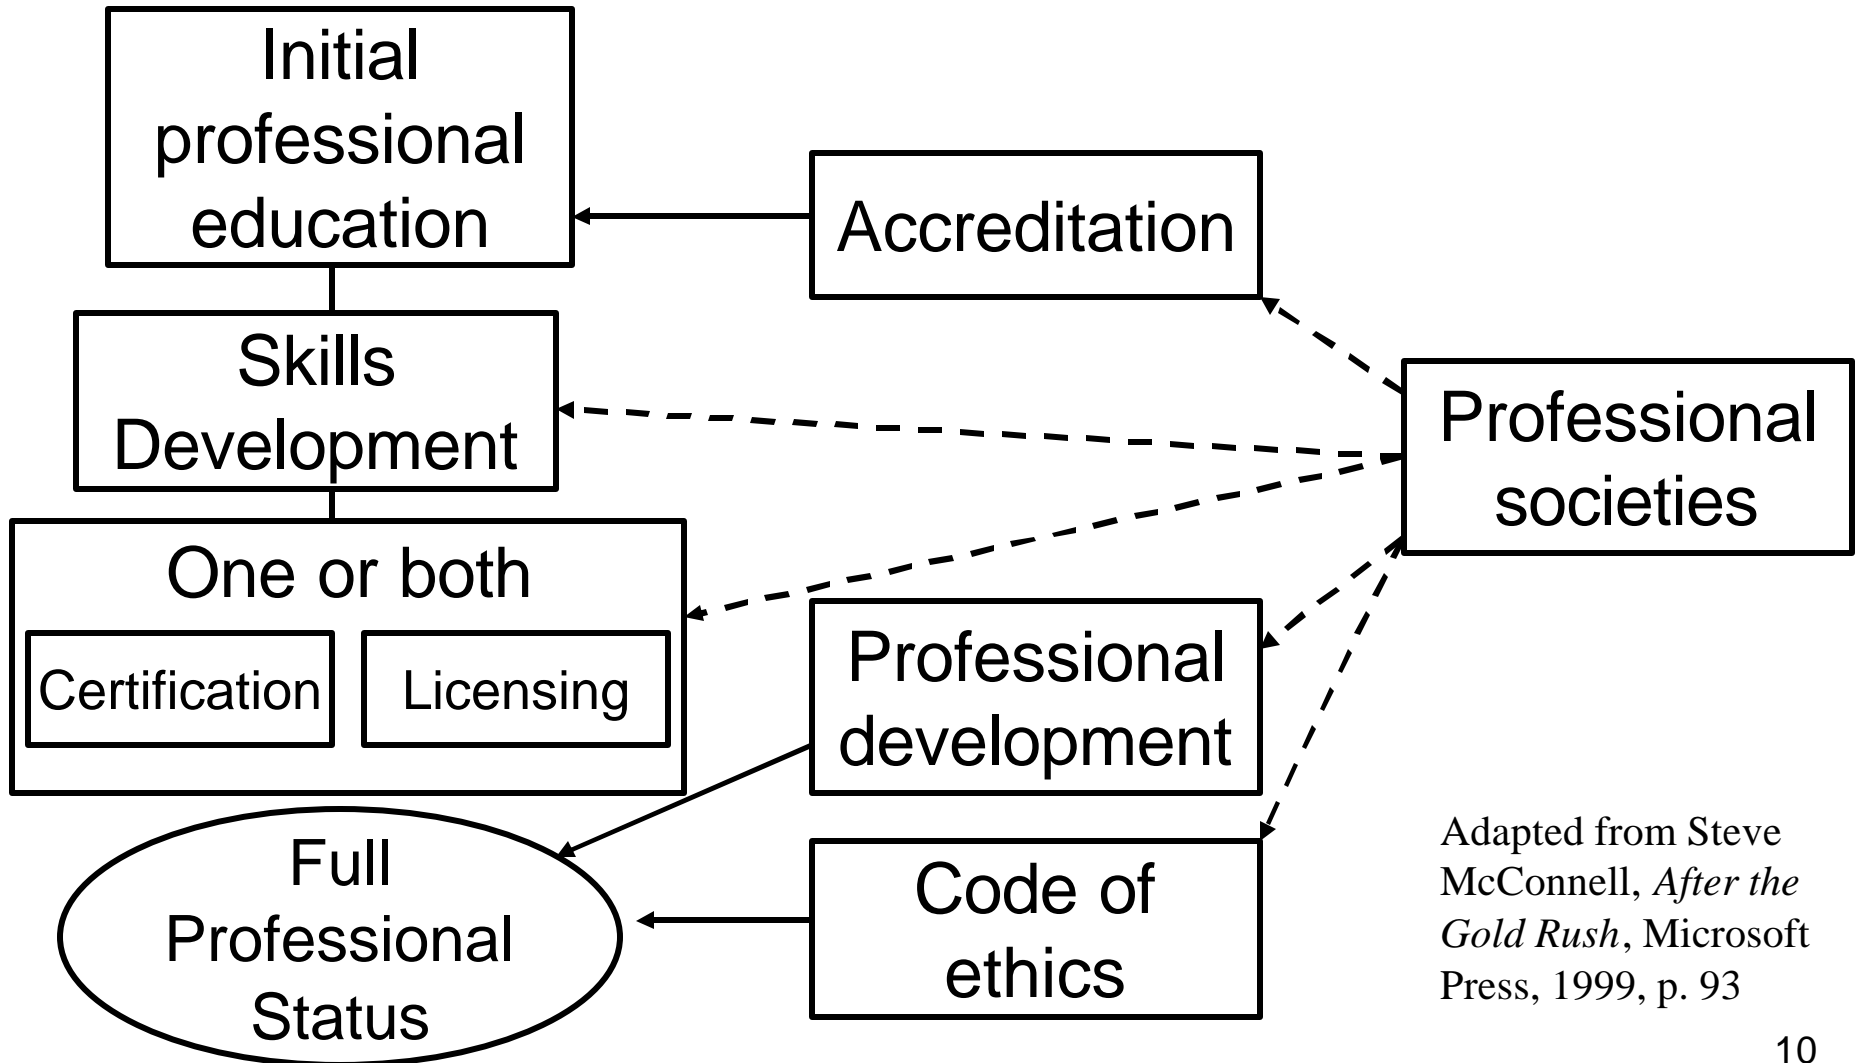 Initial
professional
education
Accreditation
Skills
Development
Professional
societies
One or both
Certification
Licensing
Professional
development
Full
Professional
Status
Code of
ethics
Adapted from Steve
McConnell, After the
Gold Rush, Microsoft
Press, 1999, p. 93
10